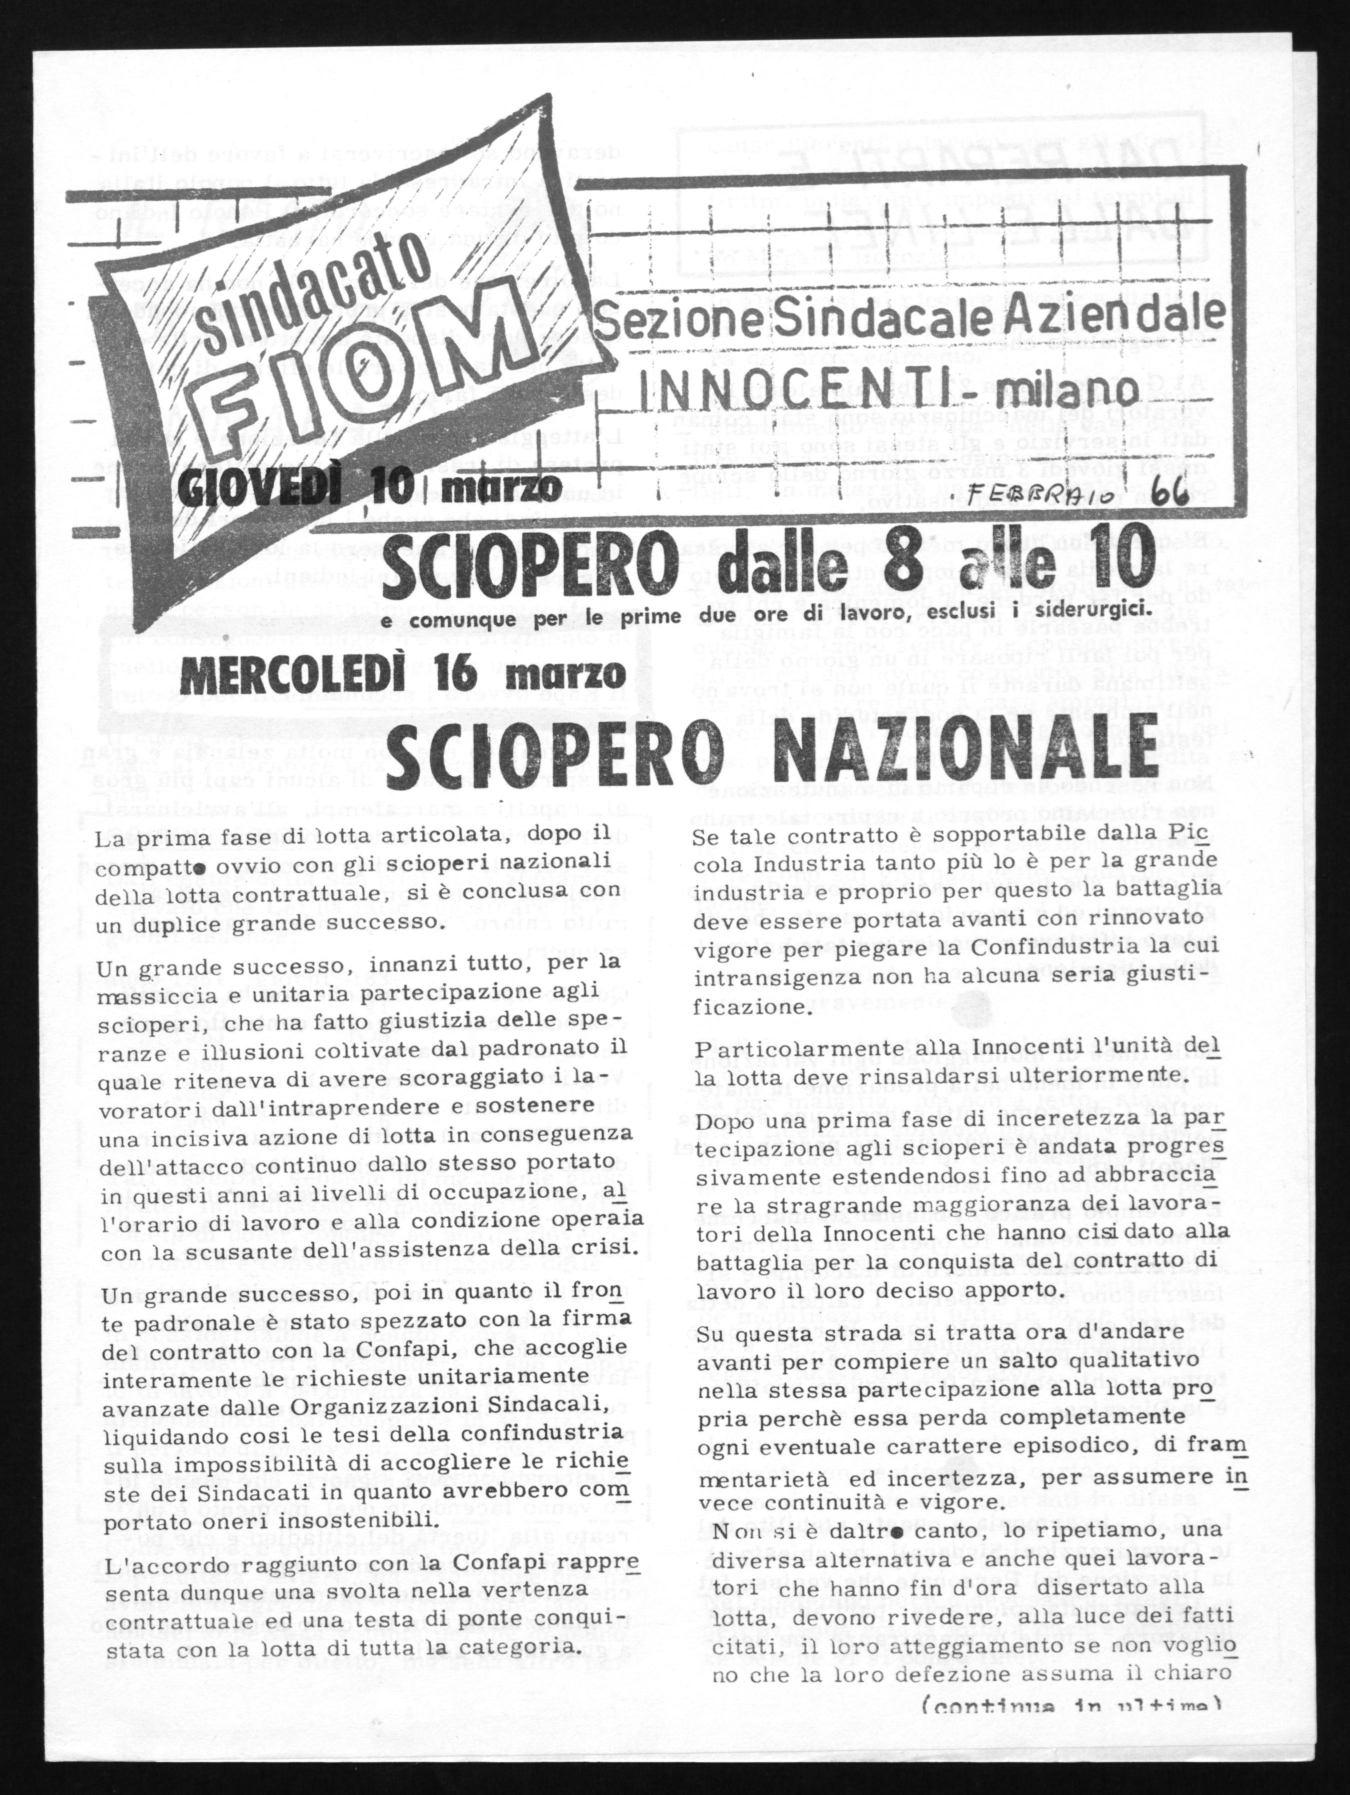 sindacato
FIOM
Sezione Sindacale Aziendale
INNOCENTI - milano
FEBBRAIO '66
GIOVEDÌ 10 marzo
SCIOPERO dalle 8 alle 10
e comunque per le prime due ore di lavoro, esclusi i siderurgici.
MERCOLEDÌ 16 marzo
SCIOPERO NAZIONALE
La prima fase di lotta articolata, dopo il
compatto ovvio con gli scioperi nazionali
della lotta contrattuale, si è conclusa con
un duplice grande successo.
Un grande successo, innanzi tutto, per la
massiccia e unitaria partecipazione agli
scioperi, che ha fatto giustizia delle spe-
ranze e illusioni coltivate dal padronato il
quale riteneva di avere scoraggiato i la-
voratori dall'intraprendere e sostenere
una incisiva azione di lotta in conseguenza
dell'attacco continuo dallo stesso portato
in questi anni ai livelli di occupazione, al
l'orario di lavoro e alla condizione operaia
con la scusante dell'assistenza della crisi.
Un grande successo, poi in quanto il fron
te padronale è stato spezzato con la firma
del contratto con la Confapi, che accoglie
interamente le richieste unitariamente
avanzate dalle Organizzazioni Sindacali,
liquidando cosi le tesi della confindustria
sulla impossibilità di accogliere le richie
ste dei Sindacati in quanto avrebbero com
portato oneri insostenibili.
L'accordo raggiunto con la Confapi rappre
senta dunque una svolta nella vertenza
contrattuale ed una testa di ponte conqui-
stata con la lotta di tutta la categoria.
Se tale contratto è sopportabile dalla Pic
cola Industria tanto più lo è per la grande
industria e proprio per questo la battaglia
deve essere portata avanti con rinnovato
vigore per piegare la Confindustria la cui
intransigenza non ha alcuna seria giusti-
ficazione.
Particolarmente alla Innocenti l'unità del
la lotta deve rinsaldarsi ulteriormente.
Dopo una prima fase di inceretezza la par
tecipazione agli scioperi è andata progres
sivamente estendendosi fino ad abbraccia
re la stragrande maggioranza dei lavora-
tori della Innocenti che hanno cisi dato alla
battaglia per la conquista del contratto di
lavoro il loro deciso apporto.
Su questa strada si tratta ora d'andare
avanti per compiere un salto qualitativo
nella stessa partecipazione alla lotta pro
pria perchè essa perda completamente
ogni eventuale carattere episodico, di fram
mentarietà ed incertezza, per assumere in
vece continuità e vigore.
Non si è daltro canto, lo ripetiamo, una
diversa alternativa e anche quei lavora-
tori che hanno fin d'ora disertato alla
lotta, devono rivedere, alla luce dei fatti
citati, il loro atteggiamento se non voglio
no che la loro defezione assuma il chiaro
(continua in ultima)